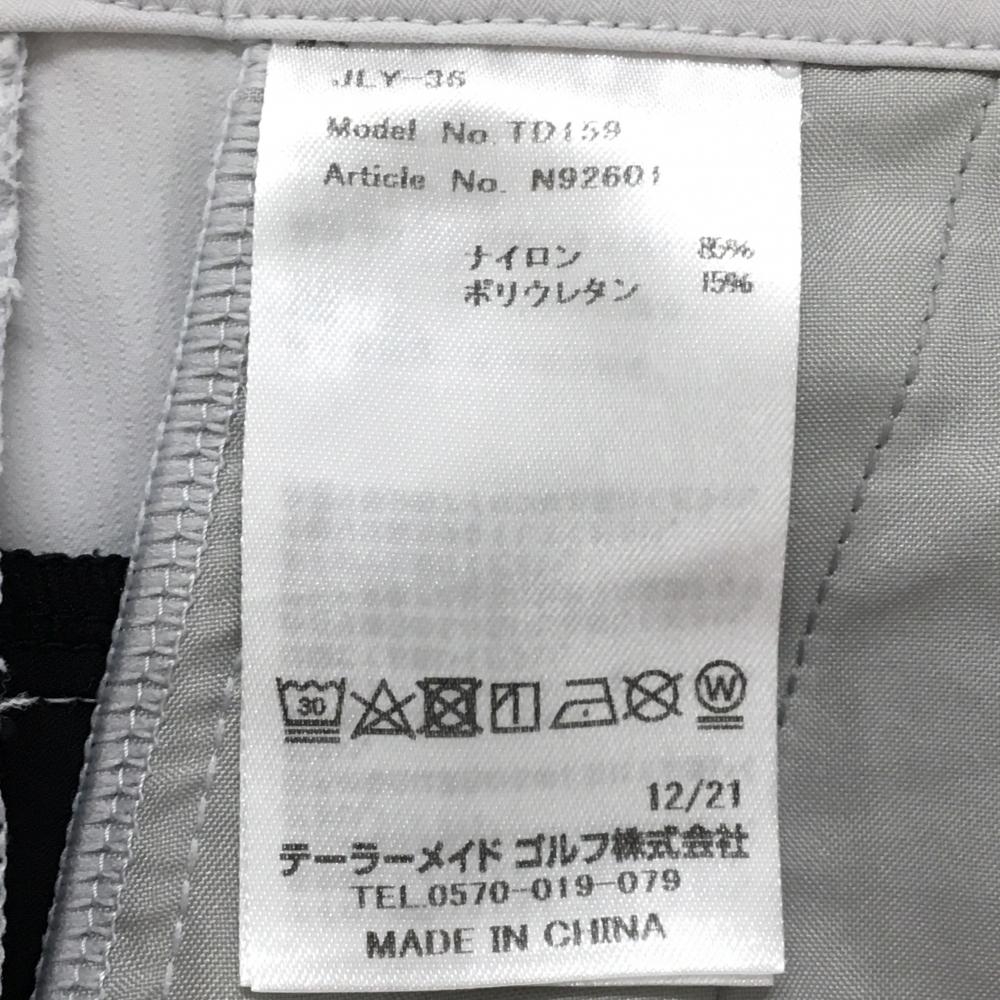 JLY-36
Model No. TD159
Article No. N92601
ナイロン 85%
ポリウレタン 15%
30
W
12/21
テーラーメイド ゴルフ株式会社
TEL.0570-019-079
MADE IN CHINA